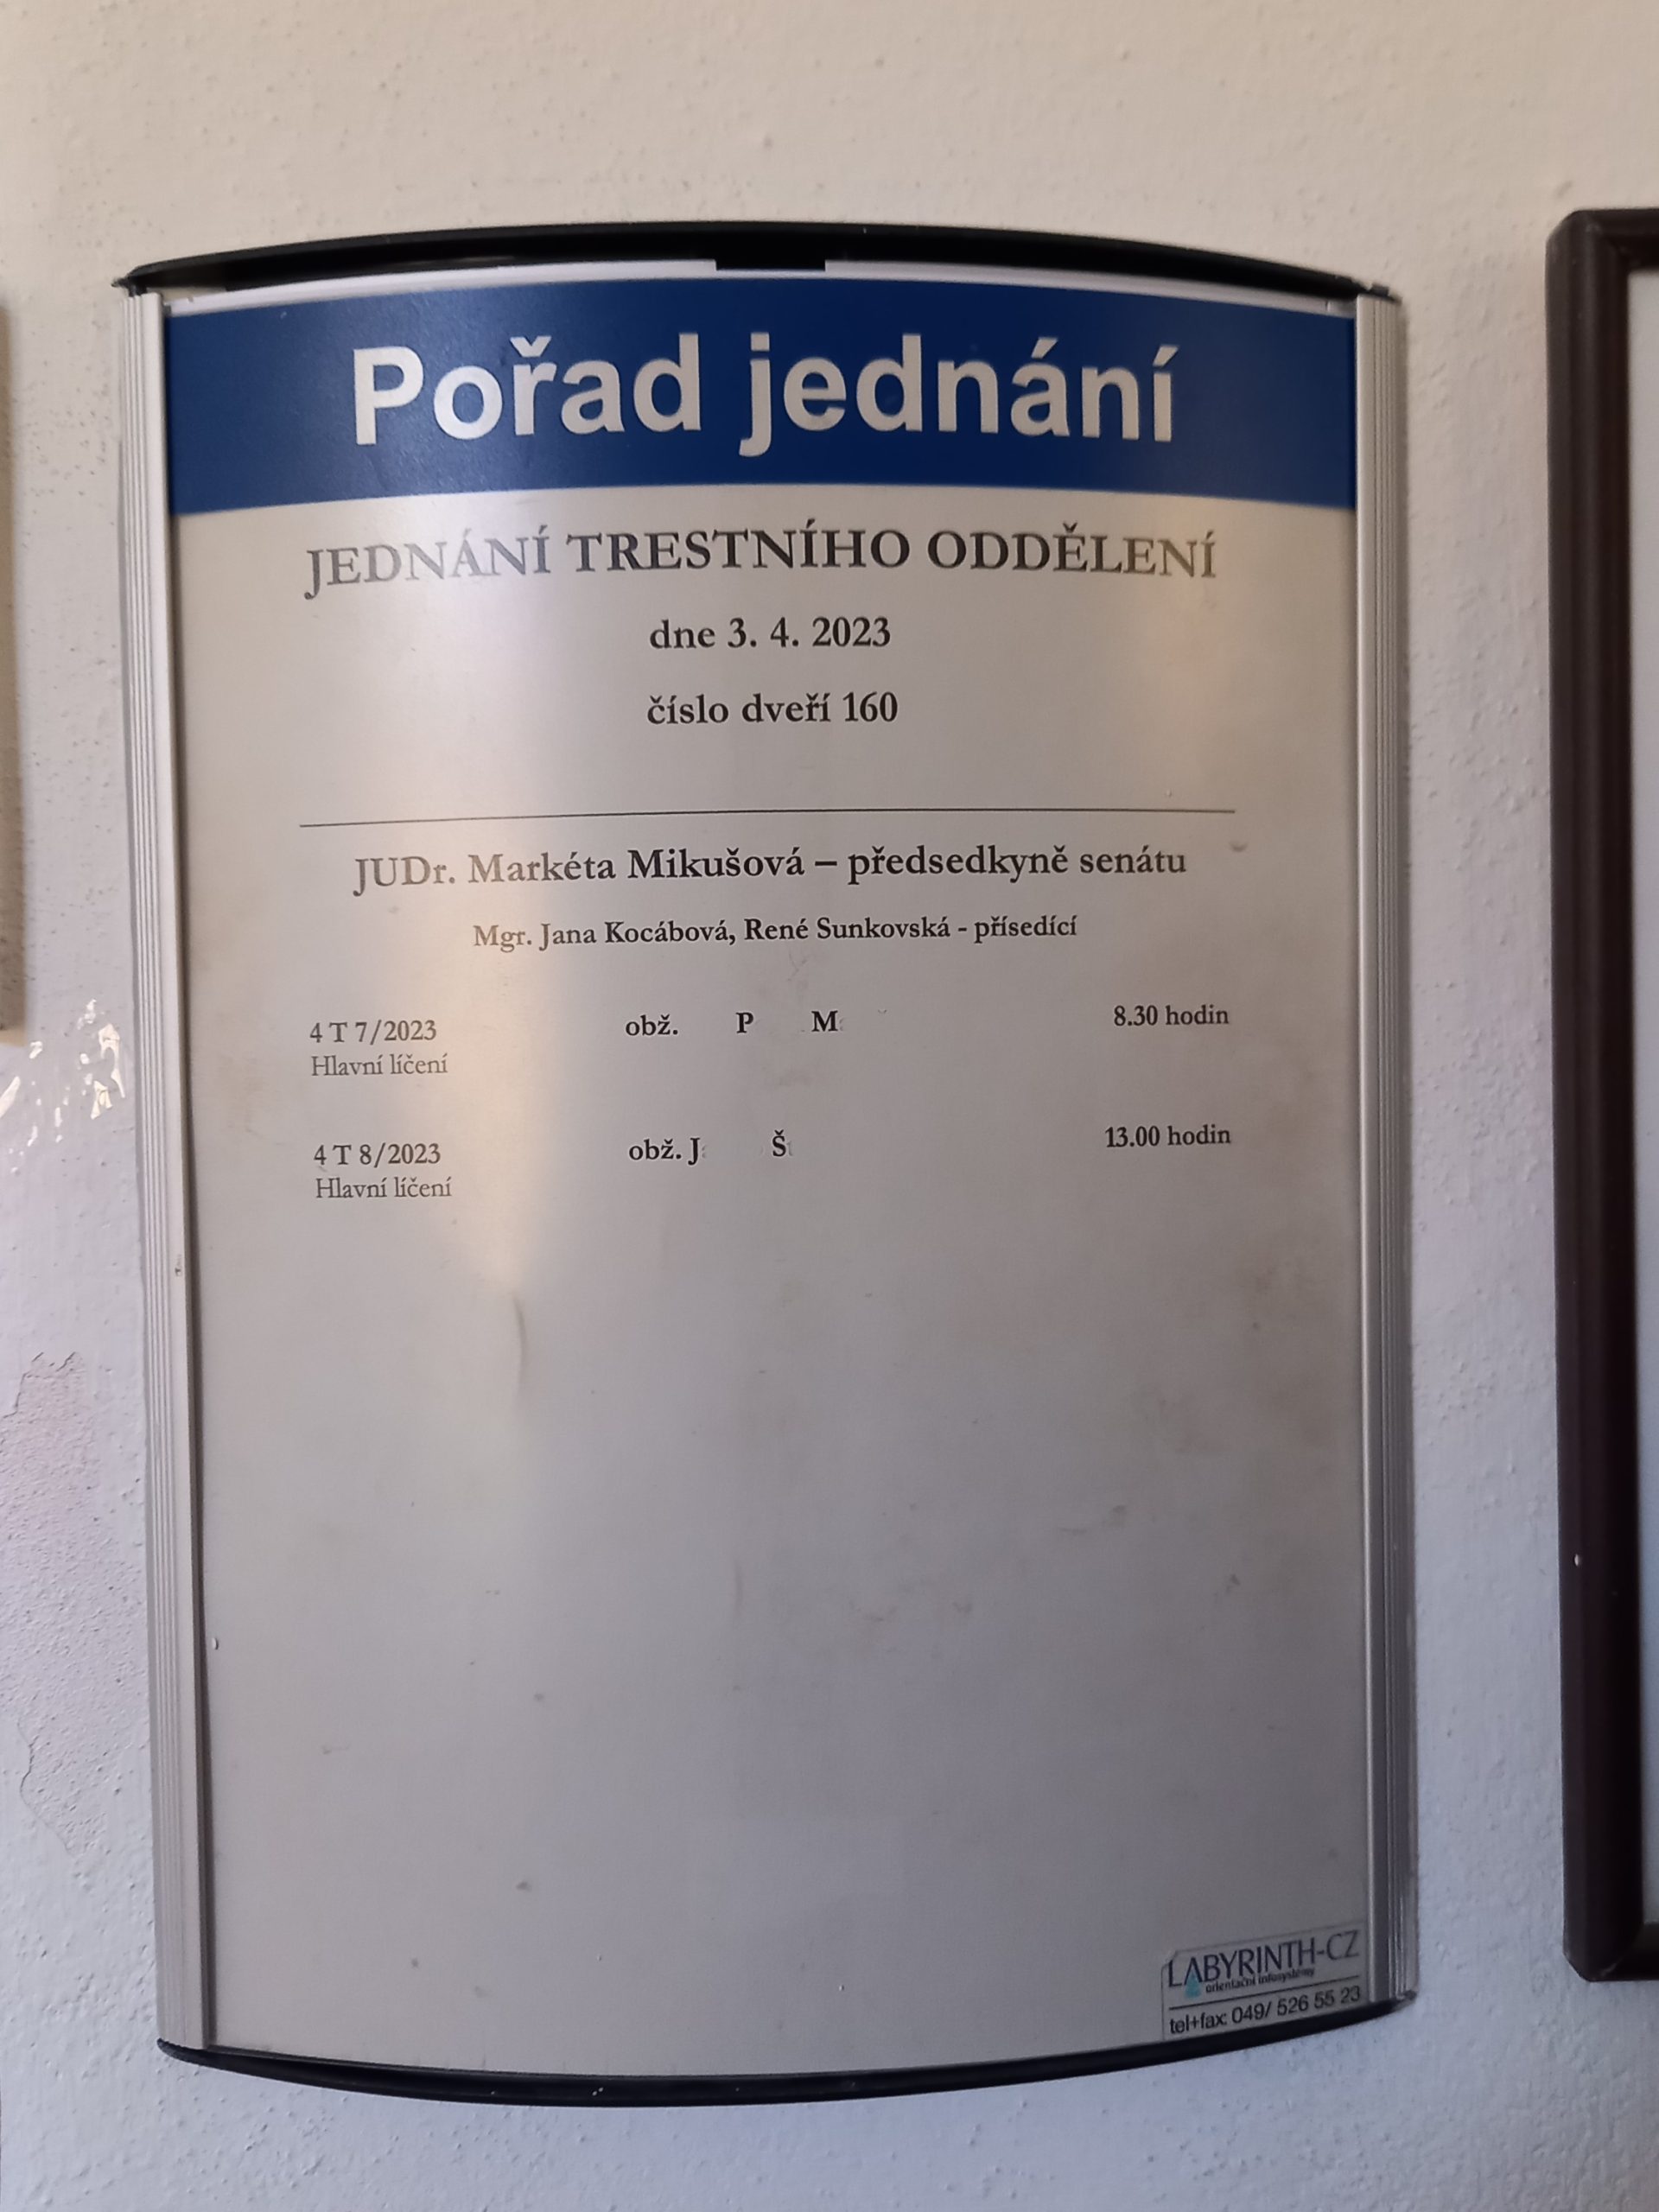 Pořad jednání
JEDNÁNÍ TRESTNÍHO ODDĚLENÍ
dne 3. 4. 2023
číslo dveří 160
JUDr. Markéta Mikušová – předsedkyně senátu
Mgr. Jana Kocábová, René Sunkovská - přísedící
4 T 7/2023 obž. P M 8.30 hodin
Hlavní líčení
4 T 8/2023 obž. J Š 13.00 hodin
Hlavní líčení
LABYRINTH-CZ
orientační infosystémy
tel+fax: 049/ 526 55 23